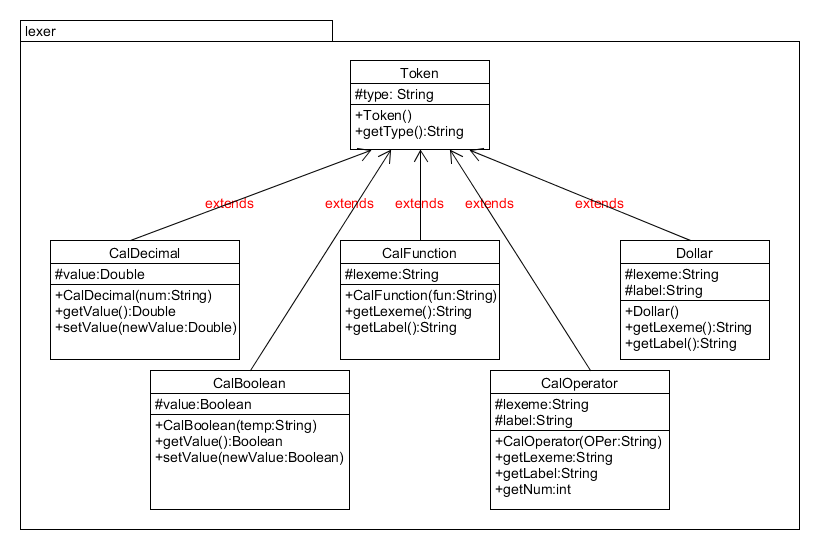 lexer
Token
#type: String
+Token()
+getType():String
extends
extends
extends
extends
extends
CalDecimal
#value:Double
+CalDecimal(num:String)
+getValue():Double
+setValue(newValue:Double)
CalFunction
#lexeme:String
+CalFunction(fun:String)
+getLexeme():String
+getLabel():String
Dollar
#lexeme:String
#label:String
+Dollar()
+getLexeme():String
+getLabel():String
CalBoolean
#value:Boolean
+CalBoolean(temp:String)
+getValue():Boolean
+setValue(newValue:Boolean)
CalOperator
#lexeme:String
#label:String
+CalOperator(OPer:String)
+getLexeme:String
+getLabel:String
+getNum:int